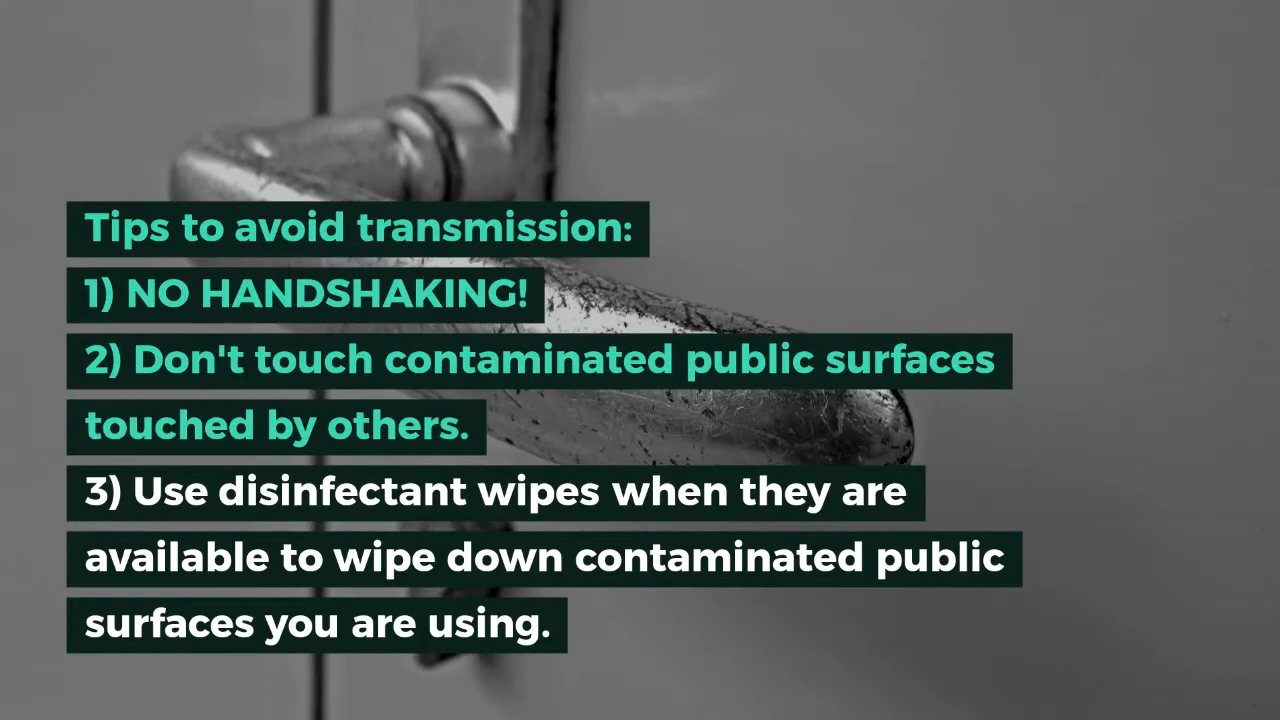 Tips to avoid transmission:
1) NO HANDSHAKING!
2) Don't touch contaminated public surfaces
touched by others.
3) Use disinfectant wipes when they are
available to wipe down contaminated public
surfaces you are using.